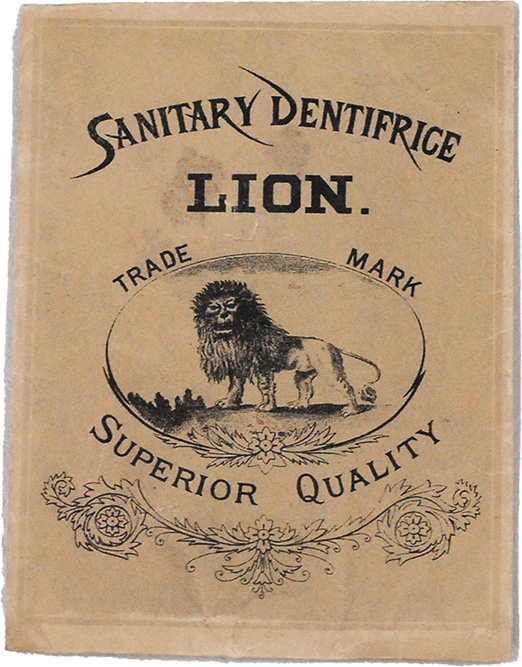 SANITARY DENTIFRICE
LION.
TRADE MARK
SUPERIOR QUALITY